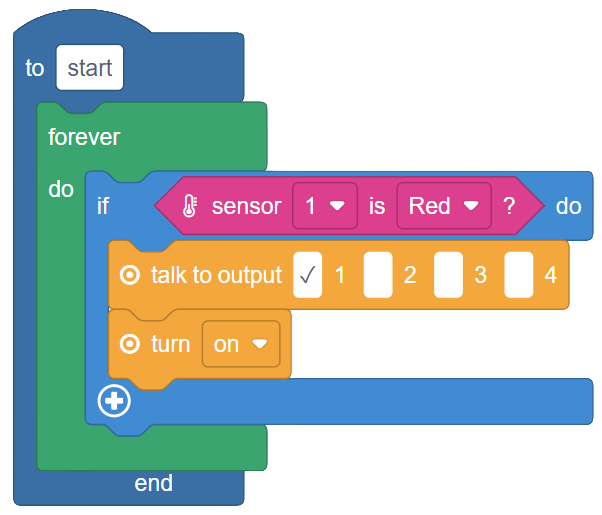 to start
forever
do
if sensor 1 is Red ? do
talk to output ✓ 1 2 3 4
turn on
end